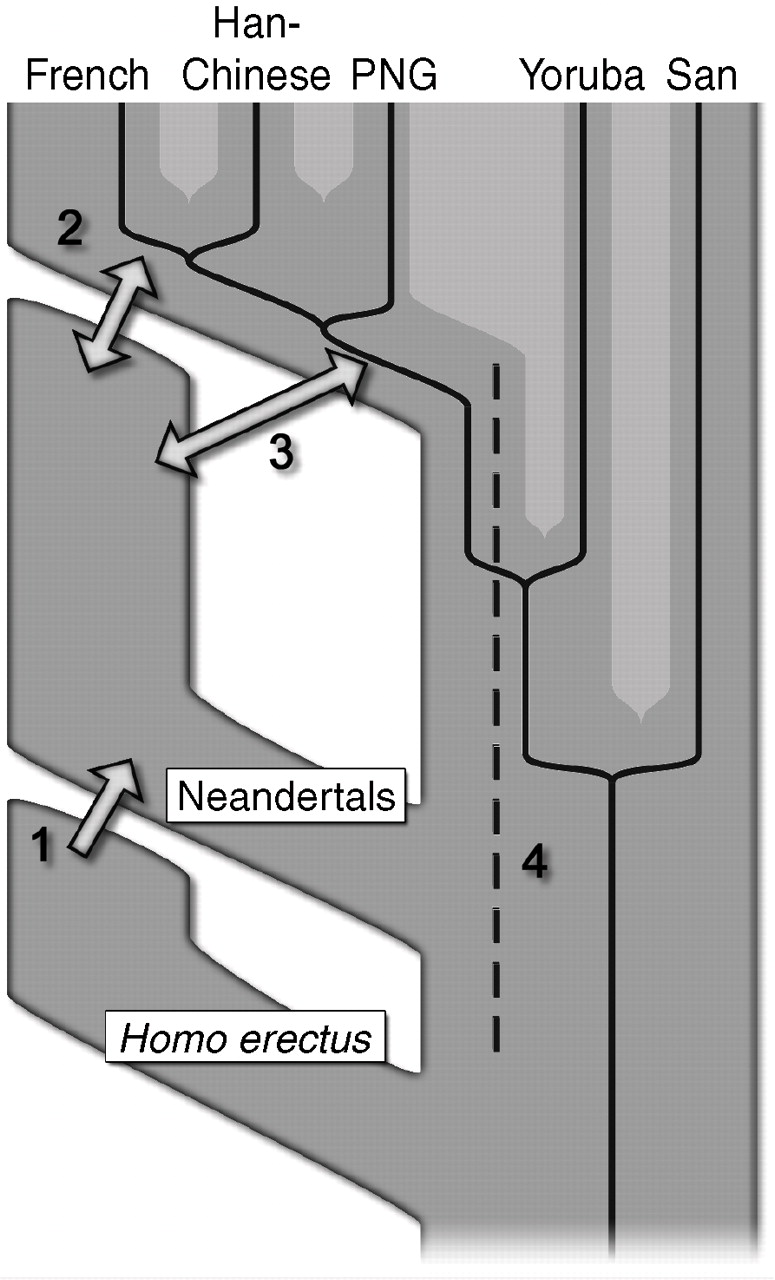 Han-
French Chinese PNG Yoruba San
2
3
Neandertals
1
4
Homo erectus